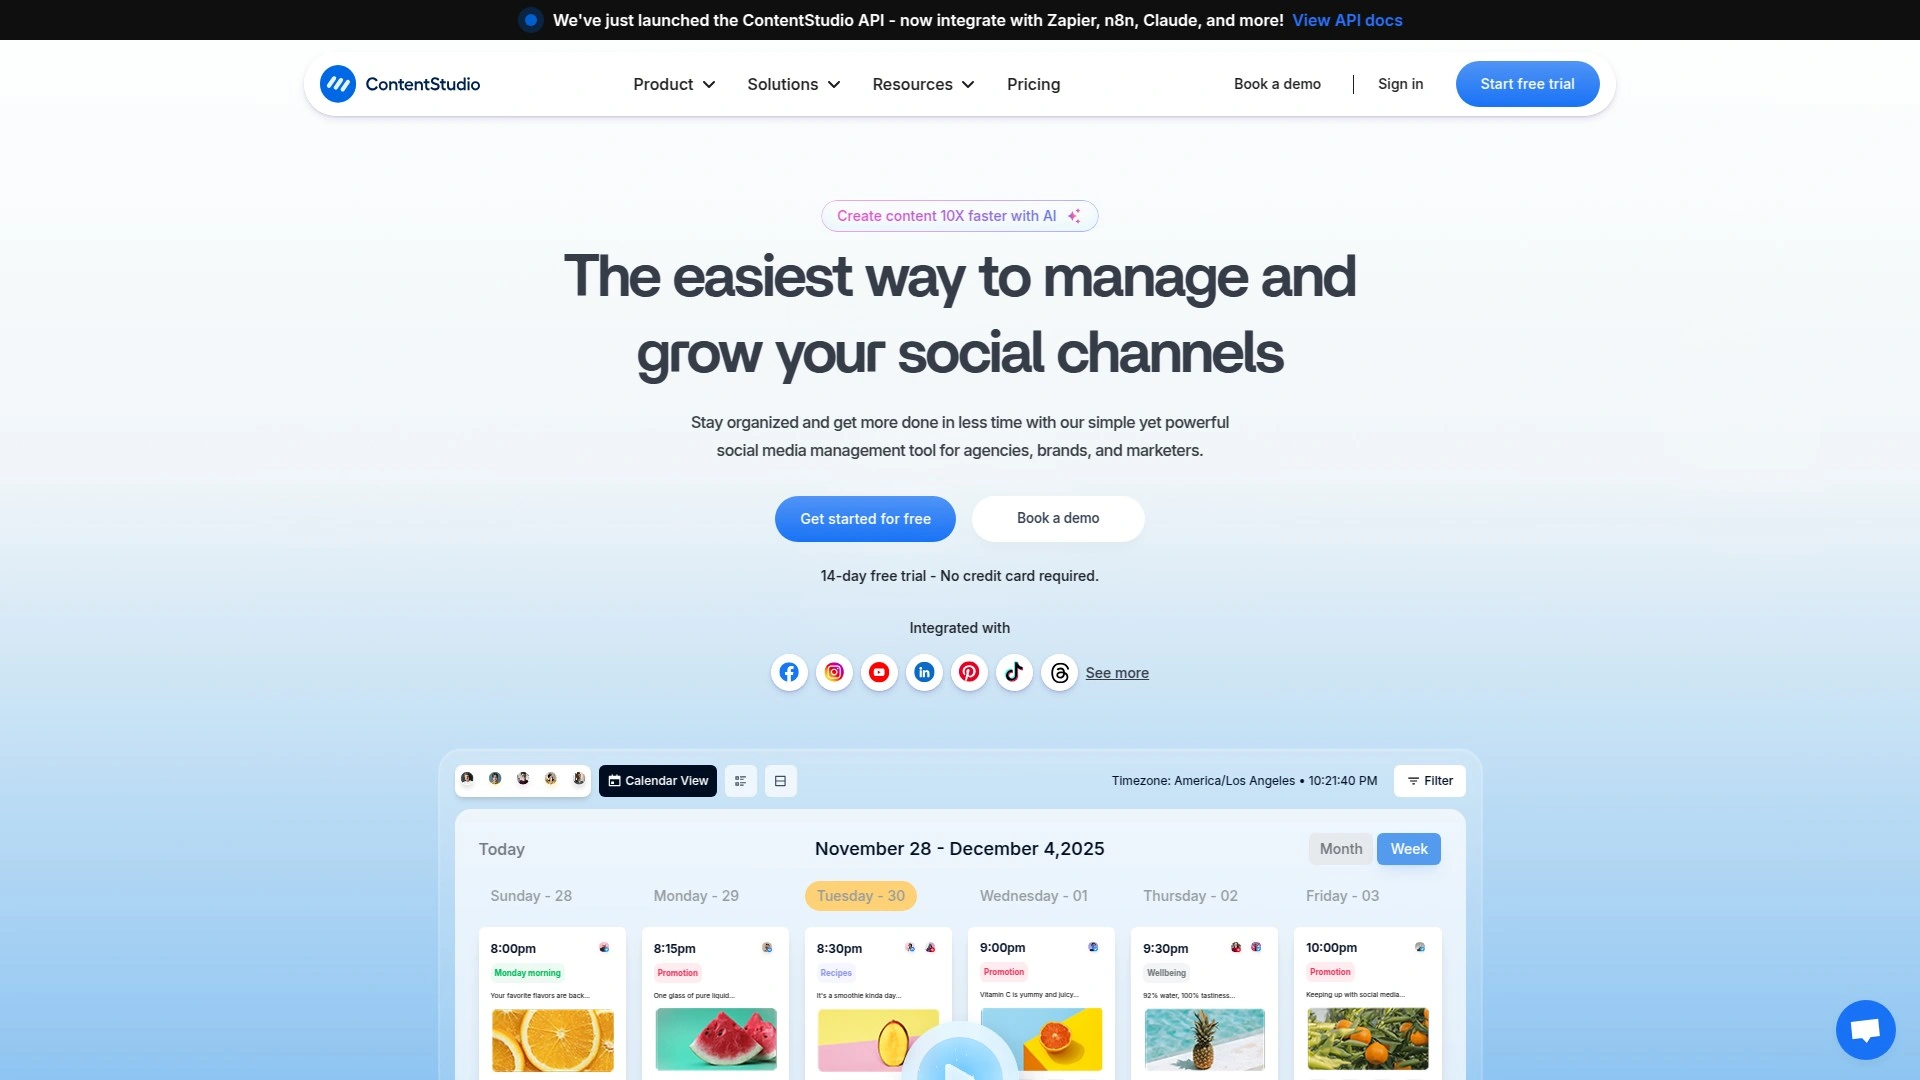 We've just launched the ContentStudio API - now integrate with Zapier, n8n, Claude, and more! View API docs
ContentStudio
Product
Solutions
Resources
Pricing
Book a demo
Sign in
Start free trial
Create content 10X faster with AI
The easiest way to manage and
grow your social channels
Stay organized and get more done in less time with our simple yet powerful
social media management tool for agencies, brands, and marketers.
Get started for free
Book a demo
14-day free trial - No credit card required.
Integrated with
See more
Calendar View
Timezone: America/Los Angeles • 10:21:40 PM
Filter
Today
November 28 - December 4,2025
Month
Week
Sunday - 28
Monday - 29
Tuesday - 30
Wednesday - 01
Thursday - 02
Friday - 03
8:00pm
Monday morning
Your favorite flavors are back...
8:15pm
Promotion
One glass of pure liquid...
8:30pm
Recipes
It's a smoothie kinda day...
9:00pm
Promotion
Vitamin C is yummy and juicy...
9:30pm
Wellbeing
92% water, 100% tastiness...
10:00pm
Promotion
Keeping up with social media...